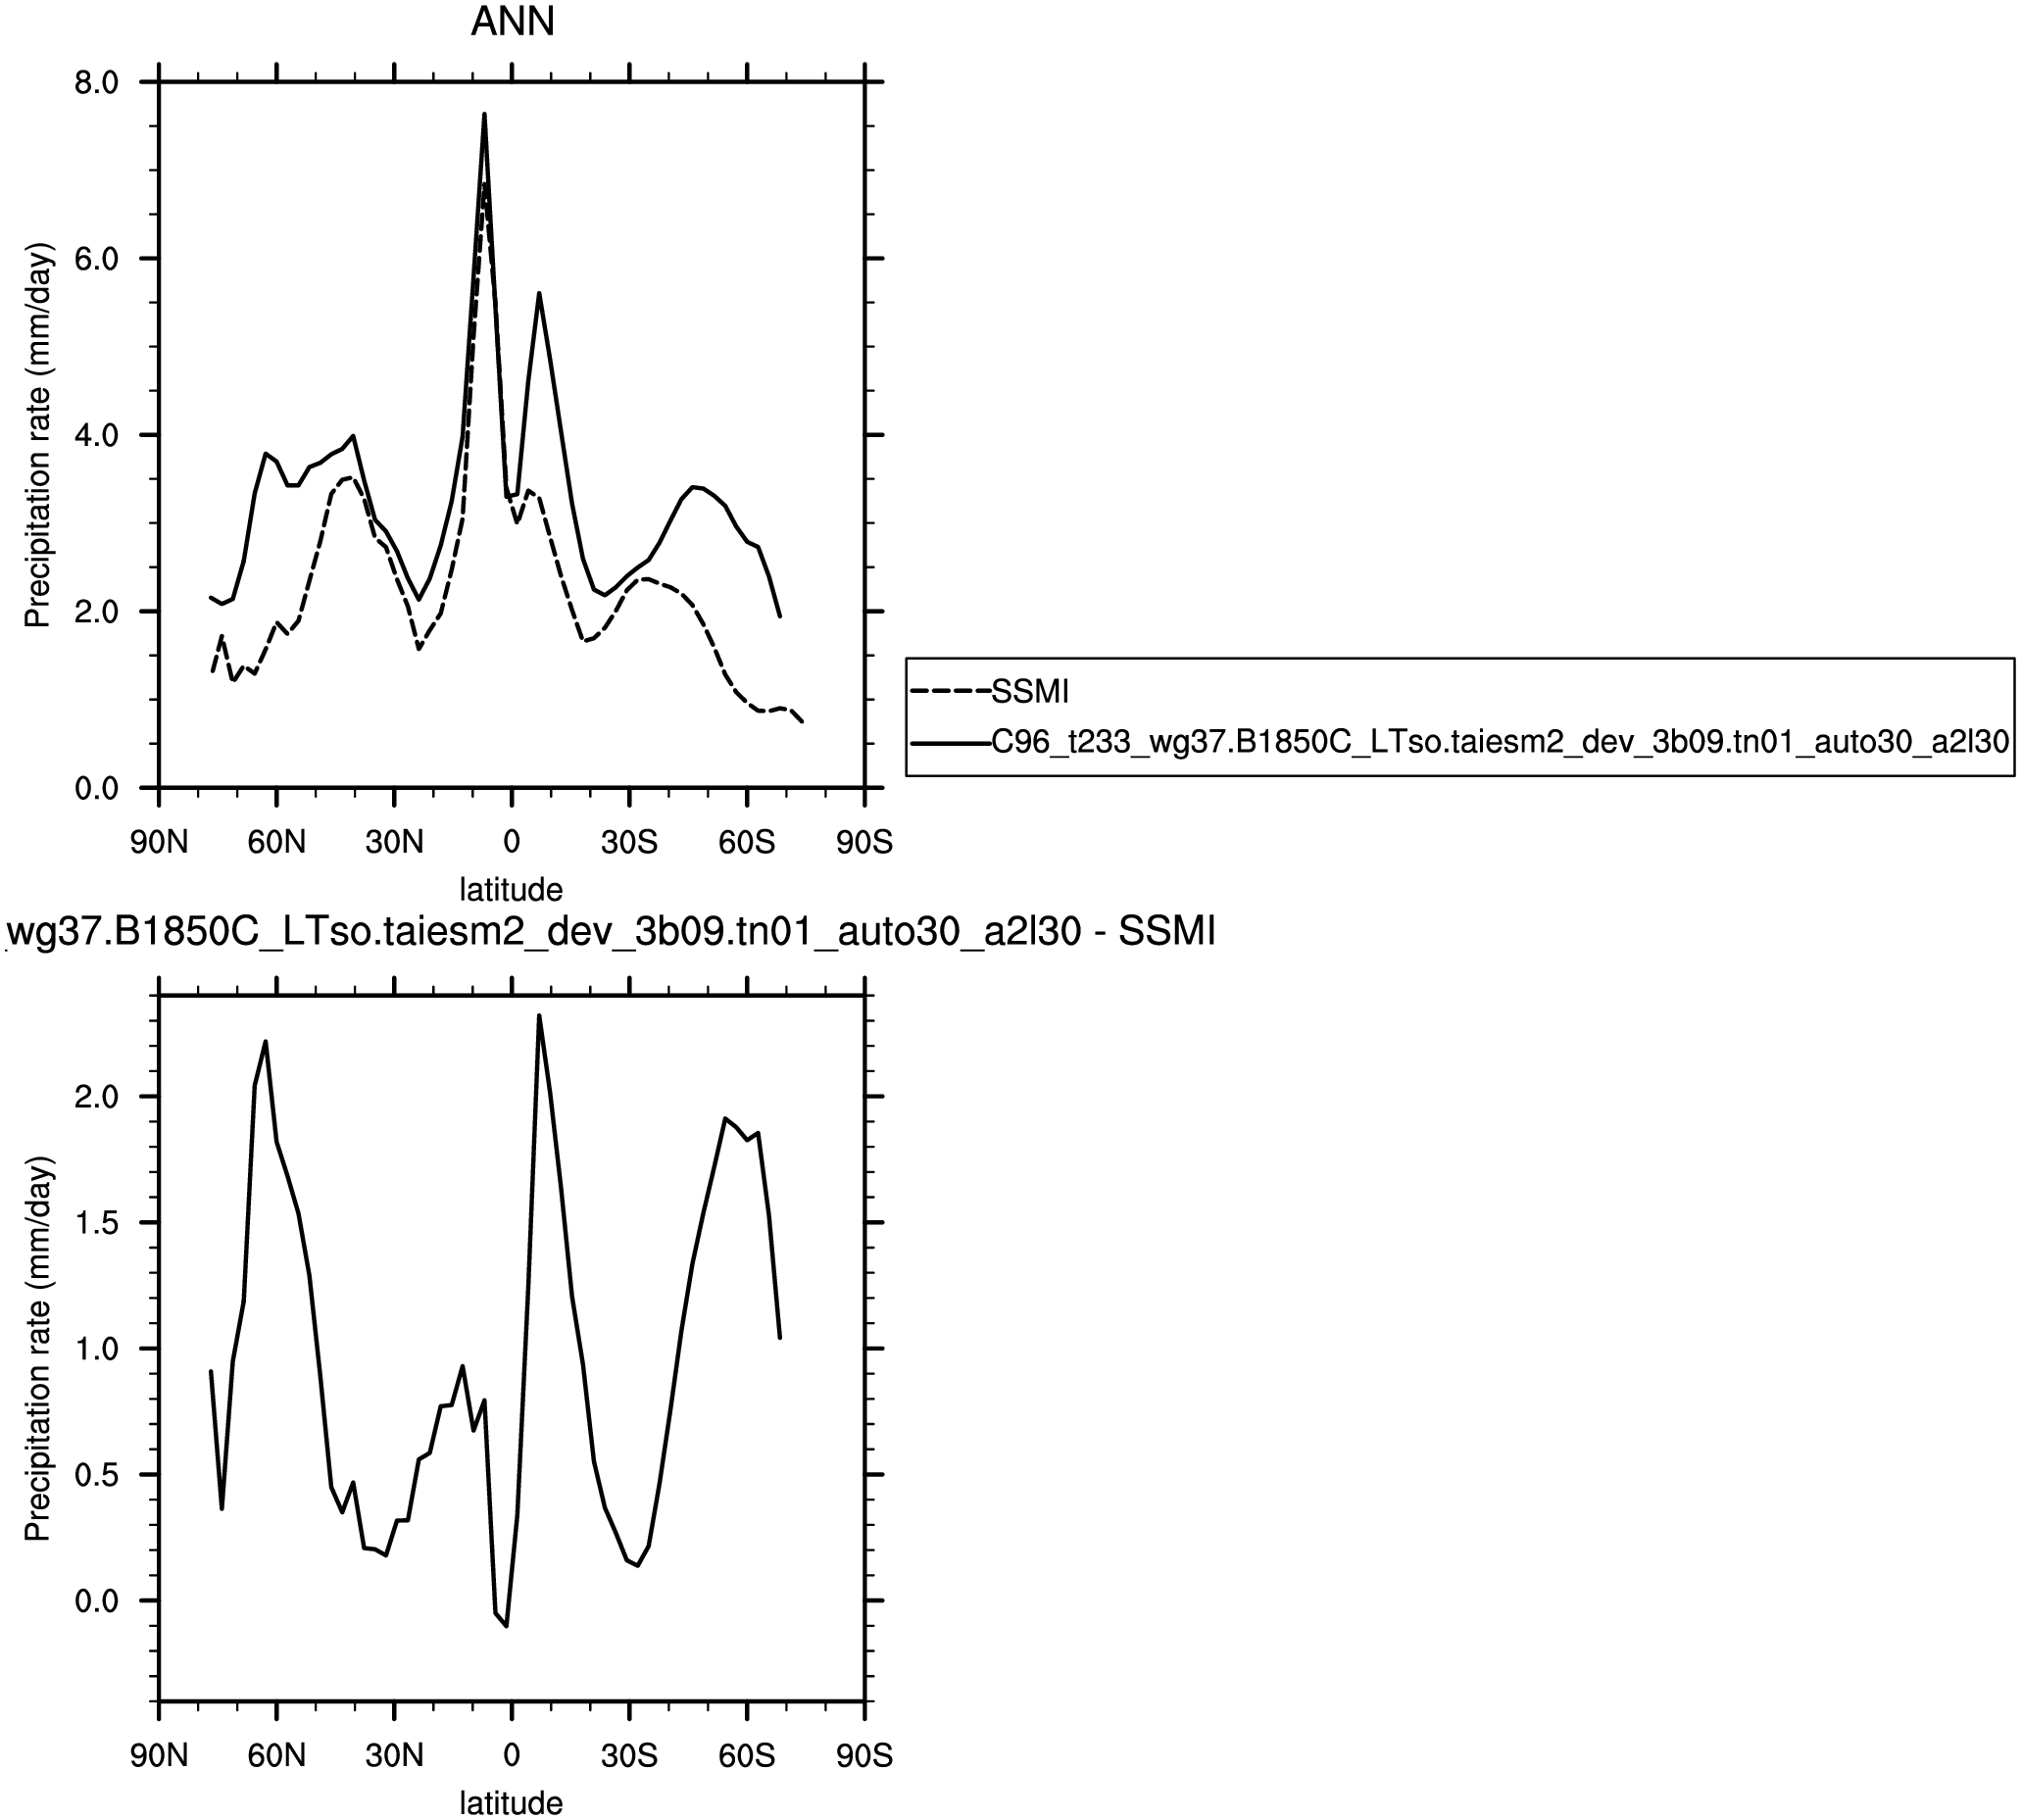 ANN
8.0
6.0
4.0
2.0
0.0
Precipitation rate (mm/day)
90N 60N 30N 0 30S 60S 90S
latitude
SSMI
C96_t233_wg37.B1850C_LTso.taiesm2_dev_3b09.tn01_auto30_a2l30
wg37.B1850C_LTso.taiesm2_dev_3b09.tn01_auto30_a2l30 - SSMI
2.0
1.5
1.0
0.5
0.0
Precipitation rate (mm/day)
90N 60N 30N 0 30S 60S 90S
latitude